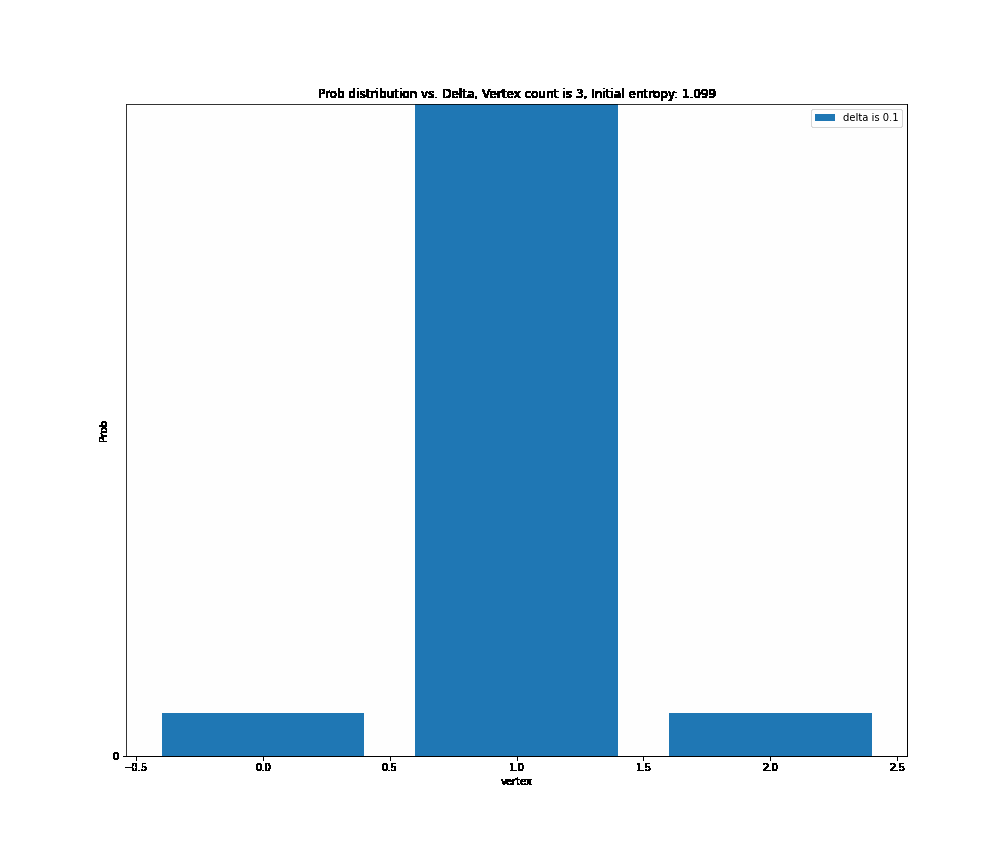 Prob distribution vs. Delta, Vertex count is 3, Initial entropy: 1.099
delta is 0.1
Prob
0
−0.5 0.0 0.5 1.0 1.5 2.0 2.5
vertex